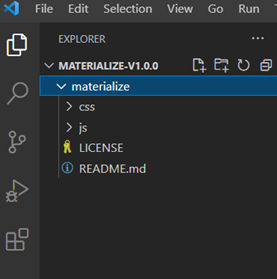 File Edit Selection View Go Run
EXPLORER
MATERIALIZE-V1.0.0
materialize
css
js
LICENSE
README.md